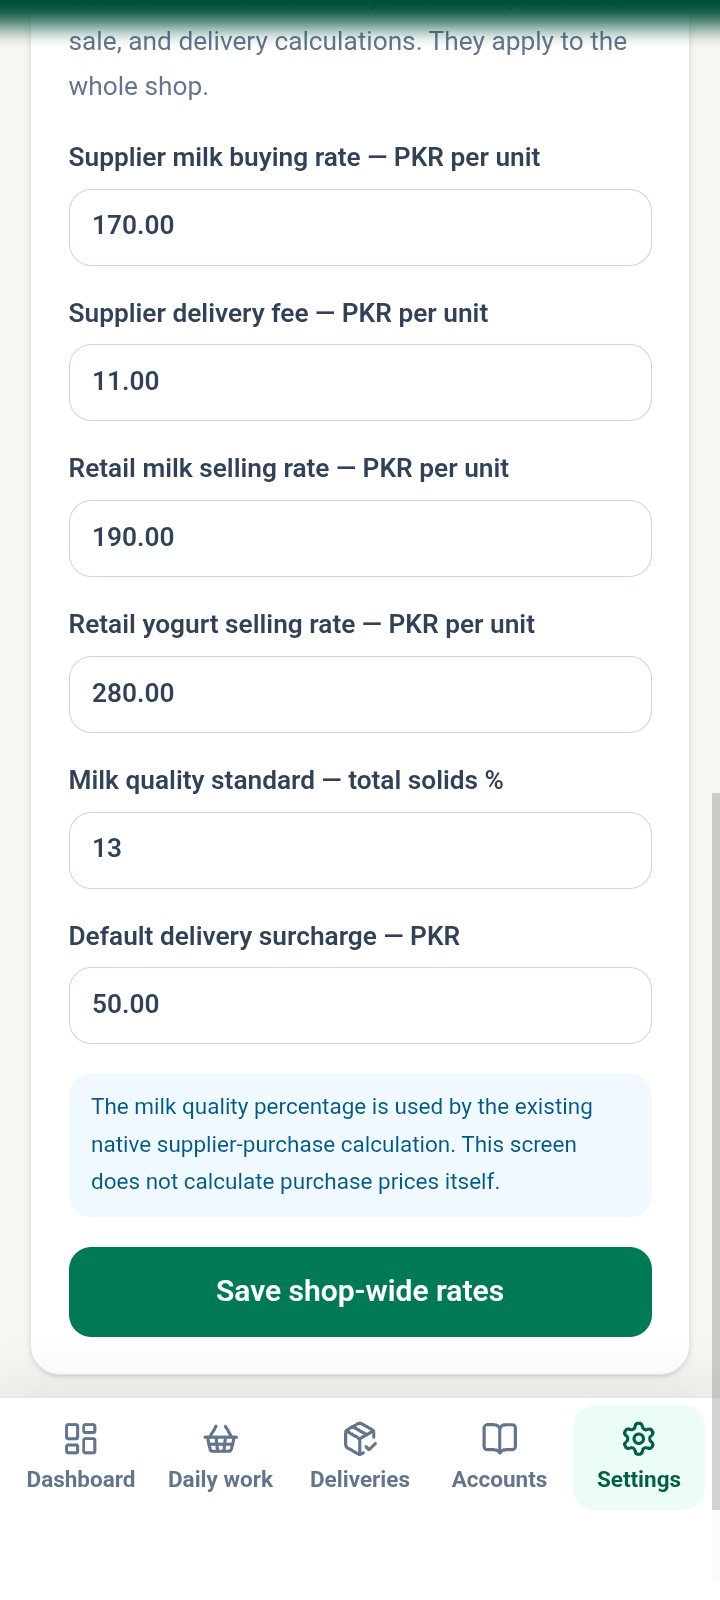 sale, and delivery calculations. They apply to the
whole shop.
Supplier milk buying rate — PKR per unit
170.00
Supplier delivery fee — PKR per unit
11.00
Retail milk selling rate — PKR per unit
190.00
Retail yogurt selling rate — PKR per unit
280.00
Milk quality standard — total solids %
13
Default delivery surcharge — PKR
50.00
The milk quality percentage is used by the existing
native supplier-purchase calculation. This screen
does not calculate purchase prices itself.
Save shop-wide rates
Dashboard Daily work Deliveries Accounts Settings